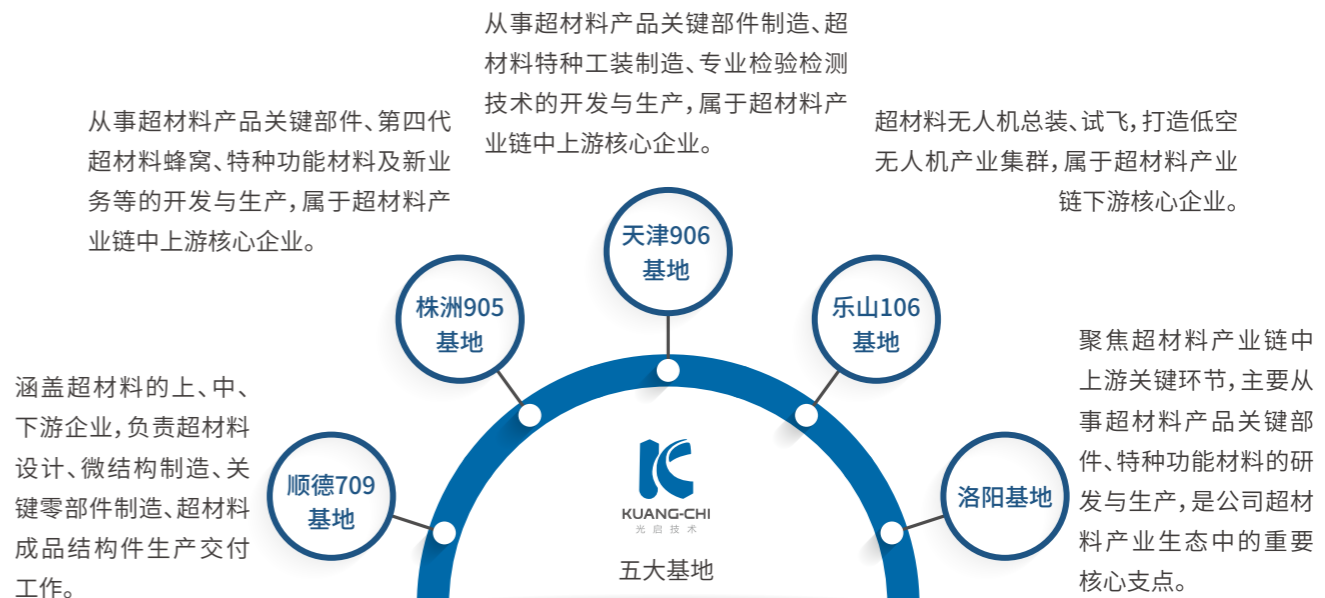 从事超材料产品关键部件制造、超
材料特种工装制造、专业检验检测
技术的开发与生产,属于超材料产
业链中上游核心企业。
从事超材料产品关键部件、第四代
超材料蜂窝、特种功能材料及新业
务等的开发与生产,属于超材料产
业链中上游核心企业。
超材料无人机总装、试飞,打造低空
无人机产业集群,属于超材料产业
链下游核心企业。
天津906
基地
株洲905
基地
乐山106
基地
涵盖超材料的上、中、
下游企业,负责超材料
设计、微结构制造、关
键零部件制造、超材料
成品结构件生产交付
工作。
顺德709
基地
洛阳基地
聚焦超材料产业链中
上游关键环节,主要从
事超材料产品关键部
件、特种功能材料的研
发与生产,是公司超材
料产业生态中的重要
核心支点。
KUANG-CHI
光启技术
五大基地